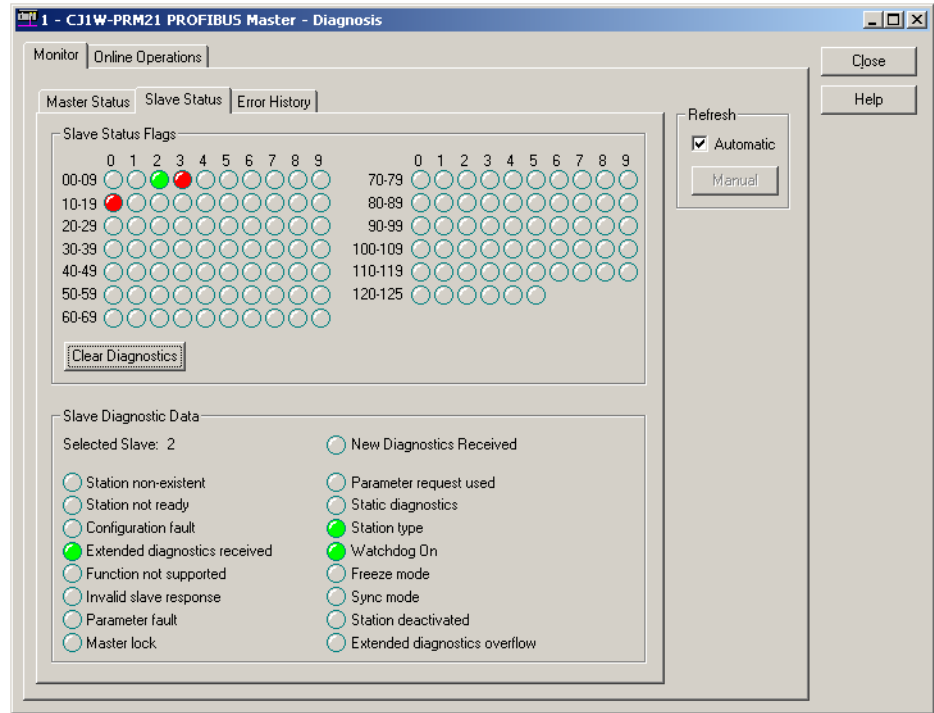 1 - CJ1W-PRM21 PROFIBUS Master - Diagnosis
Monitor Online Operations
Close
Help
Master Status Slave Status Error History
Refresh
Automatic
Manual
Slave Status Flags
0 1 2 3 4 5 6 7 8 9 0 1 2 3 4 5 6 7 8 9
00-09 70-79
10-19 80-89
20-29 90-99
30-39 100-109
40-49 110-119
50-59 120-125
60-69
Clear Diagnostics
Slave Diagnostic Data
Selected Slave: 2 New Diagnostics Received
Station non-existent Parameter request used
Station not ready Static diagnostics
Configuration fault Station type
Extended diagnostics received Watchdog On
Function not supported Freeze mode
Invalid slave response Sync mode
Parameter fault Station deactivated
Master lock Extended diagnostics overflow